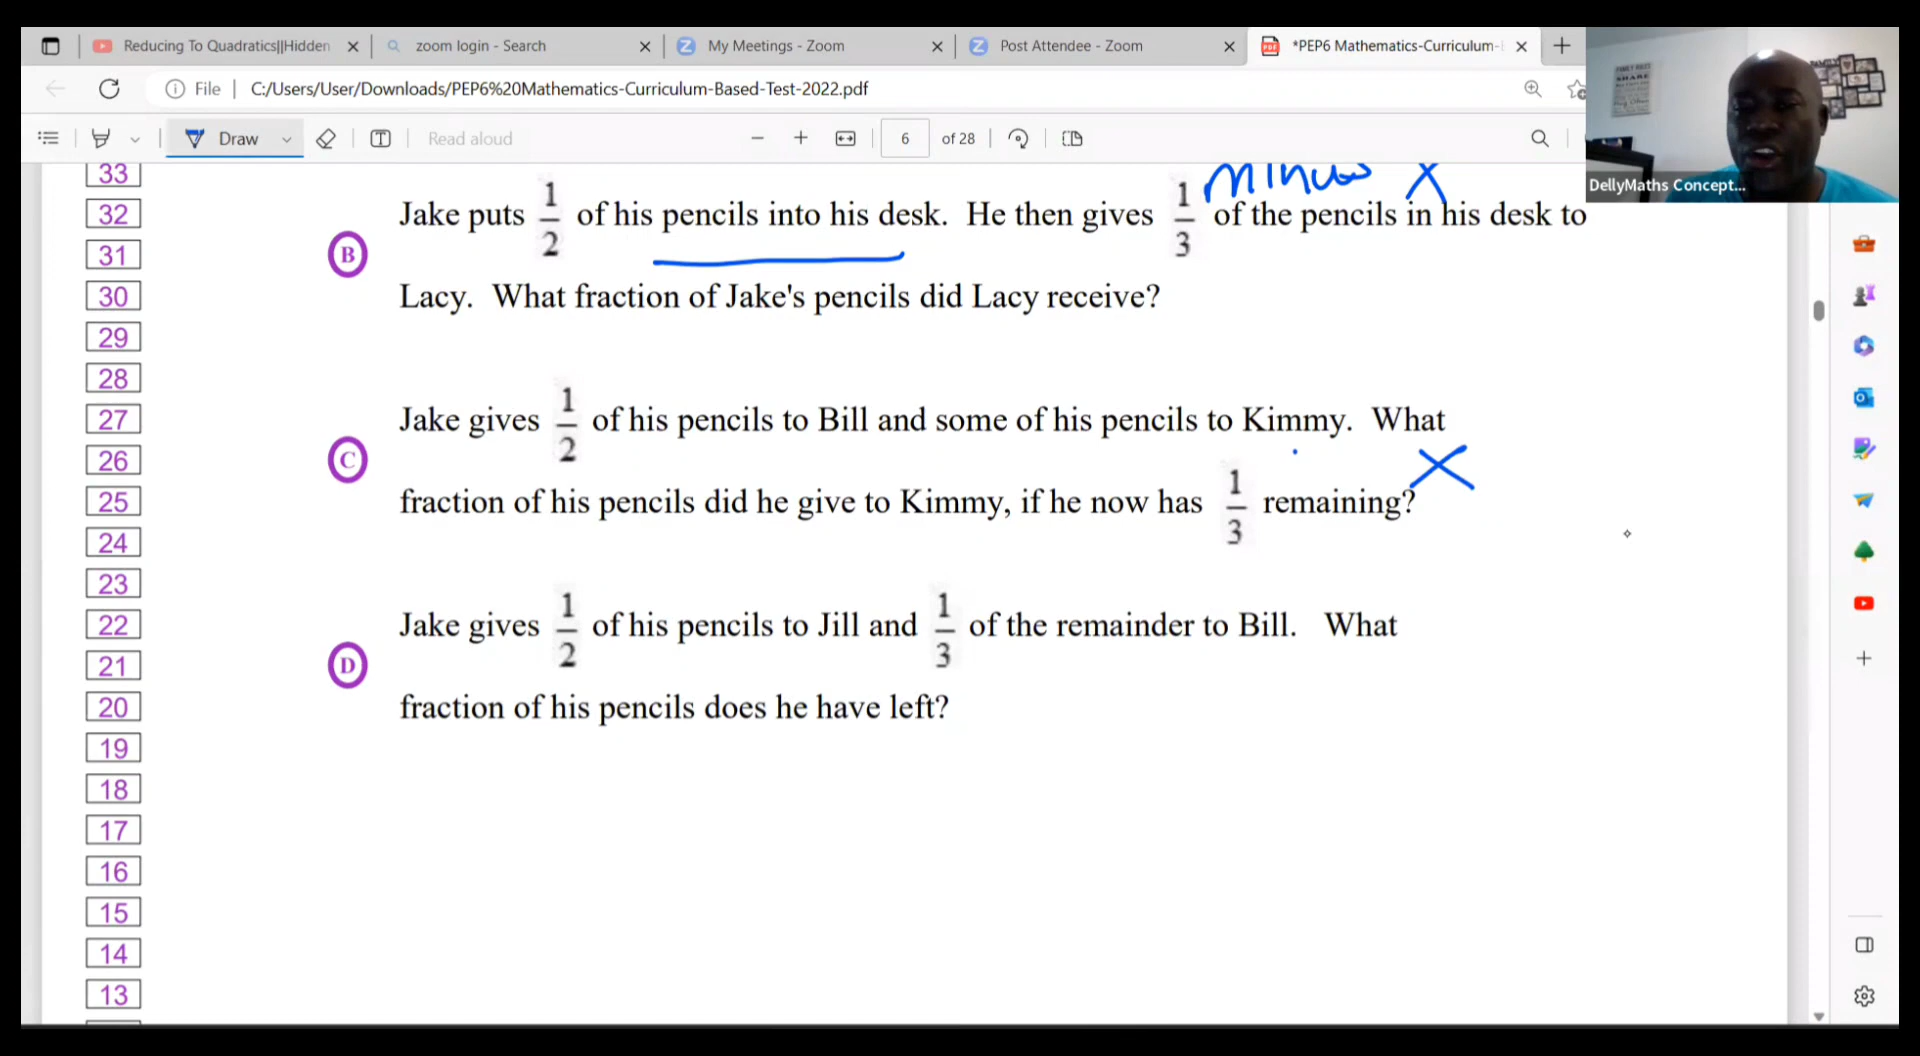 Reducing To Quadratics||Hidden
zoom login - Search
My Meetings - Zoom
Post Attendee - Zoom
*PEP6 Mathematics-Curriculum-
File
C:/Users/User/Downloads/PEP6%20Mathematics-Curriculum-Based-Test-2022.pdf
Draw
Read aloud
6
of 28
DellyMaths Concept...
minus X
33
32
31
30
29
28
27
26
25
24
23
22
21
20
19
18
17
16
15
14
13
B
Jake puts 1/2 of his pencils into his desk. He then gives 1/3 of the pencils in his desk to
Lacy. What fraction of Jake's pencils did Lacy receive?
C
Jake gives 1/2 of his pencils to Bill and some of his pencils to Kimmy. What
fraction of his pencils did he give to Kimmy, if he now has 1/3 remaining?
X
D
Jake gives 1/2 of his pencils to Jill and 1/3 of the remainder to Bill. What
fraction of his pencils does he have left?